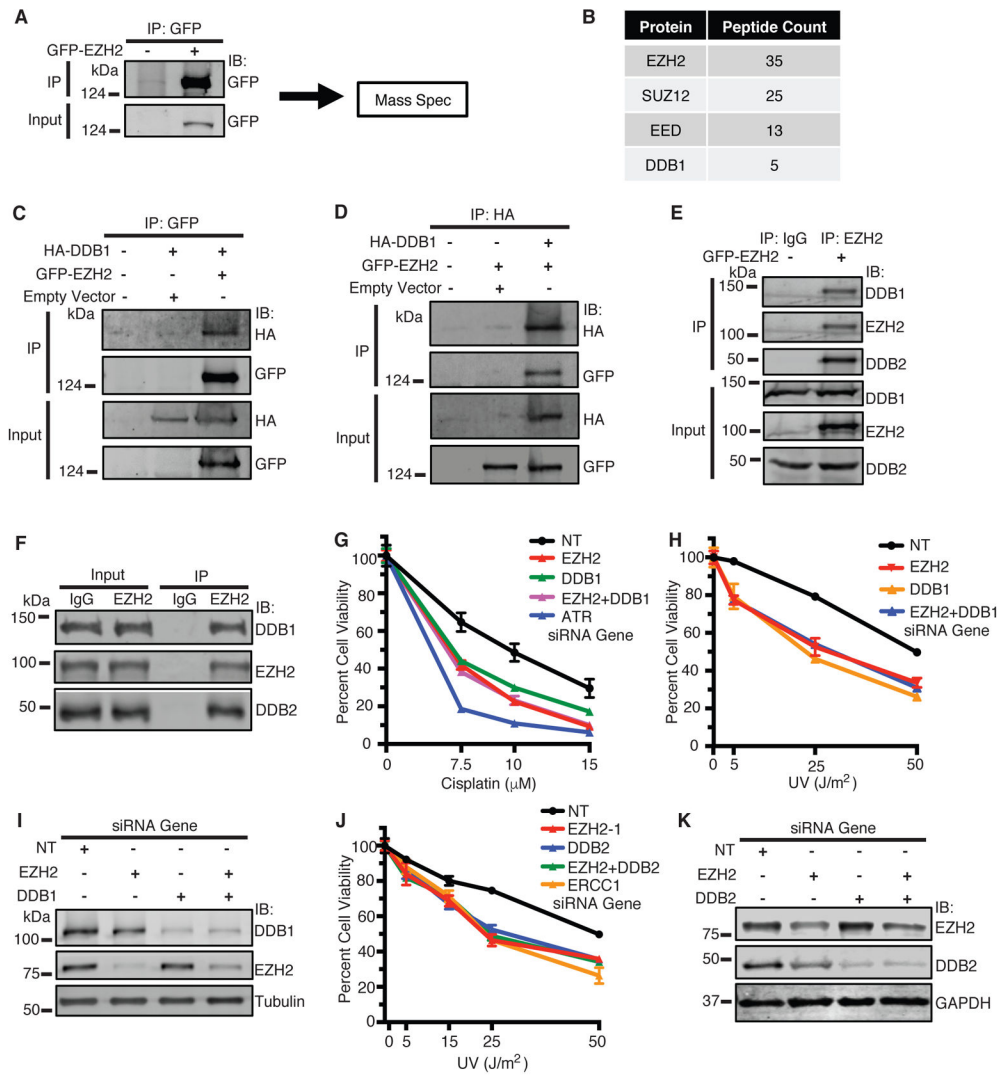 A
IP: GFP
GFP-EZH2 - +
kDa IB:
IP 124 GFP
Input 124 GFP
Mass Spec
B
Protein Peptide Count
EZH2 35
SUZ12 25
EED 13
DDB1 5
C
IP: GFP
HA-DDB1 - + +
GFP-EZH2 - - +
Empty Vector - + -
kDa IB:
IP HA
124 GFP
Input HA
124 GFP
D
IP: HA
HA-DDB1 - - +
GFP-EZH2 - + +
Empty Vector - + -
kDa IB:
IP HA
124 GFP
Input HA
124 GFP
E
IP: IgG IP: EZH2
GFP-EZH2 - +
kDa IB:
150 DDB1
IP 100 EZH2
50 DDB2
150 DDB1
Input 100 EZH2
50 DDB2
F
Input IP
kDa IgG EZH2 IgG EZH2 IB:
150 DDB1
100 EZH2
50 DDB2
G
NT
EZH2
DDB1
EZH2+DDB1
ATR
siRNA Gene
Percent Cell Viability
100
80
60
40
20
0
0 7.5 10 15
Cisplatin (µM)
H
NT
EZH2
DDB1
EZH2+DDB1
siRNA Gene
Percent Cell Viability
100
80
60
40
20
0
0 5 25 50
UV (J/m²)
I
siRNA Gene
NT + - - -
EZH2 - + - +
DDB1 - - + +
kDa IB:
100 DDB1
75 EZH2
50 Tubulin
J
NT
EZH2-1
DDB2
EZH2+DDB2
ERCC1
siRNA Gene
Percent Cell Viability
100
80
60
40
20
0
0 5 15 25 50
UV (J/m²)
K
siRNA Gene
NT + - - -
EZH2 - + - +
DDB2 - - + +
kDa IB:
75 EZH2
50 DDB2
37 GAPDH